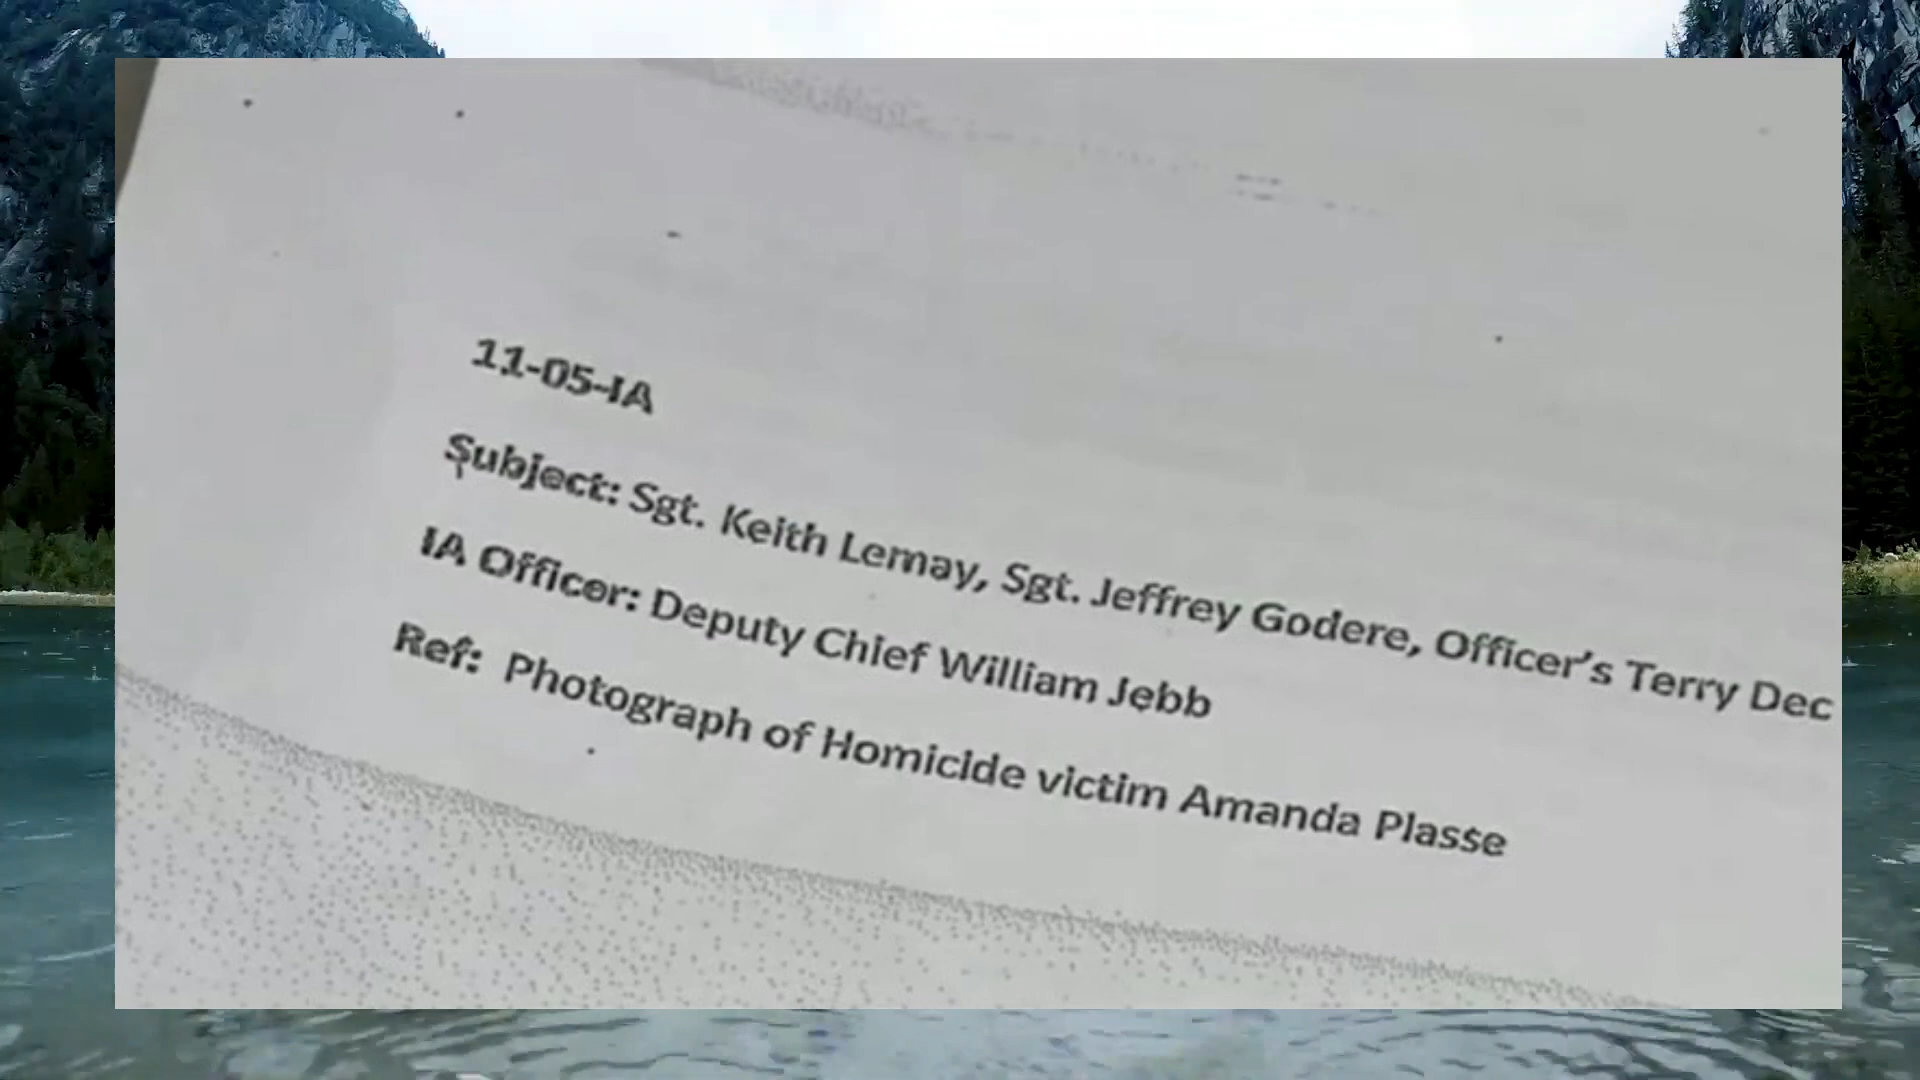 11-05-IA
Subject: Sgt. Keith Lemay, Sgt. Jeffrey Godere, Officer's Terry Dec
IA Officer: Deputy Chief William Jebb
Ref: Photograph of Homicide victim Amanda Plasse